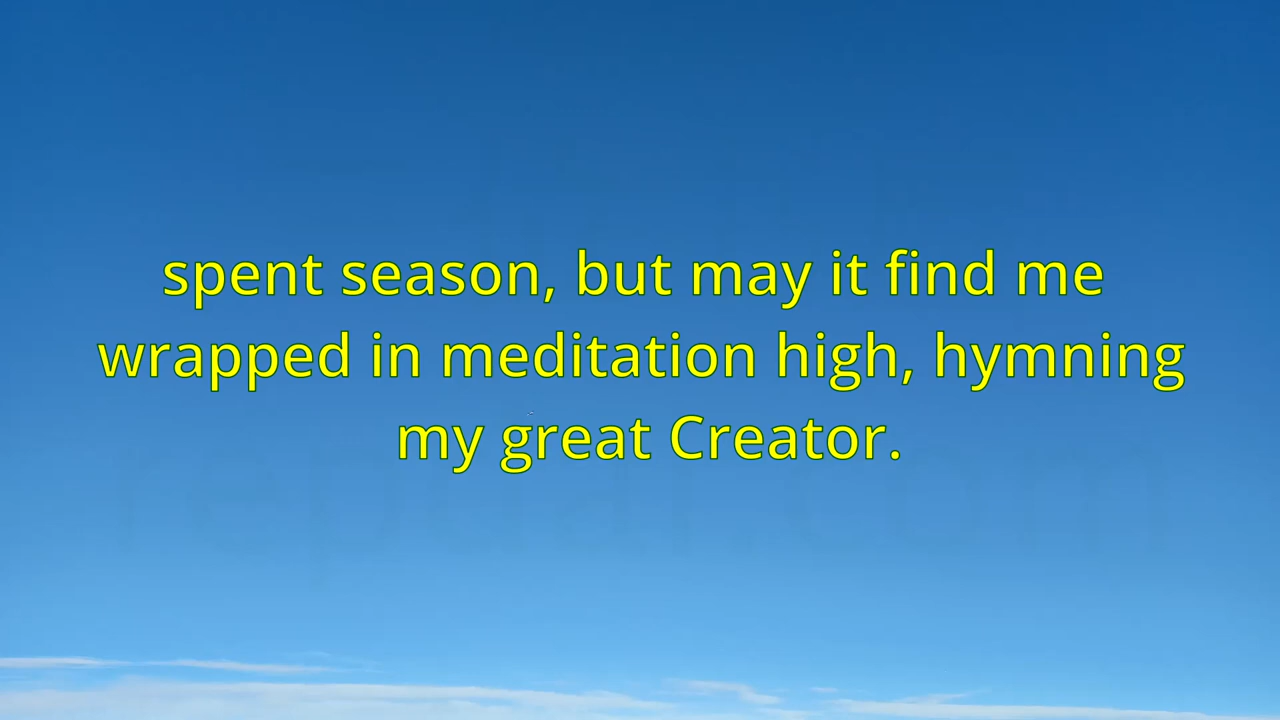 spent season, but may it find me
wrapped in meditation high, hymning
my great Creator.